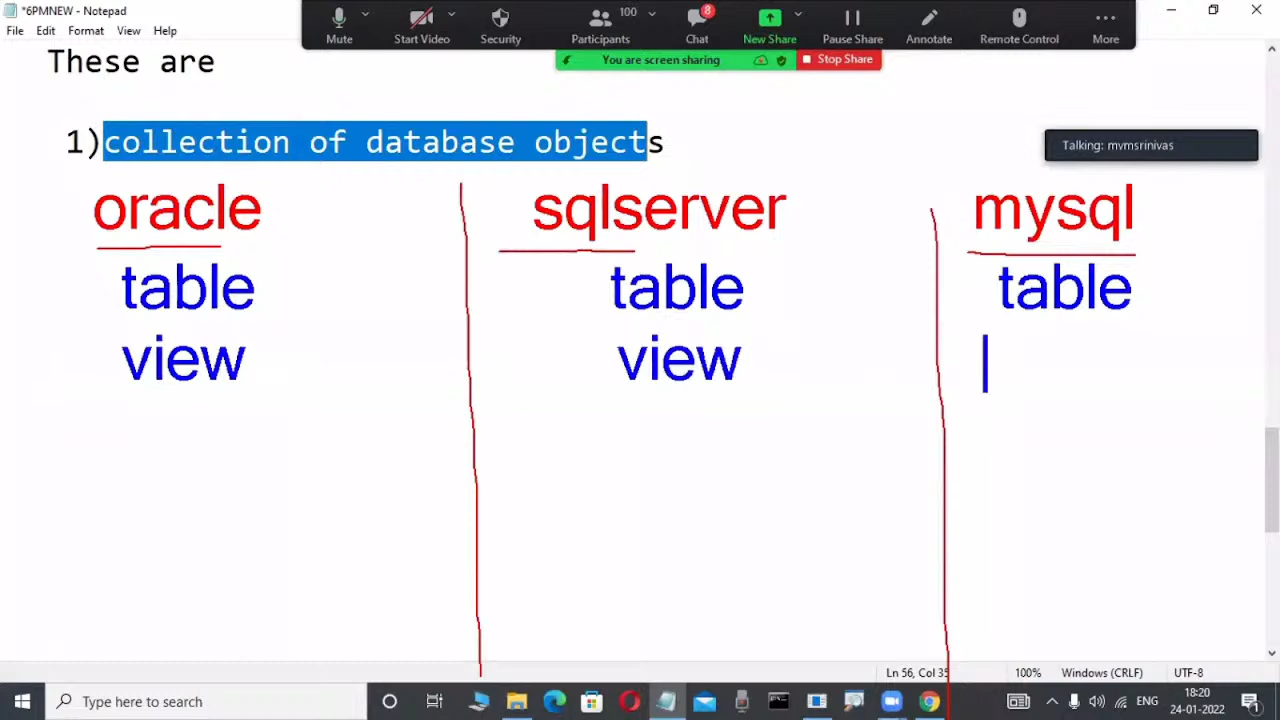 *6PMNEW - Notepad
File Edit Format View Help
Mute Start Video Security Participants 100 Chat 8 New Share Pause Share Annotate Remote Control More
You are screen sharing Stop Share
Talking: mvmsrinivas
These are
1)collection of database objects
oracle sqlserver mysql
table table table
view view
Ln 56, Col 35 100% Windows (CRLF) UTF-8
Type here to search
ENG
18:20
24-01-2022
1